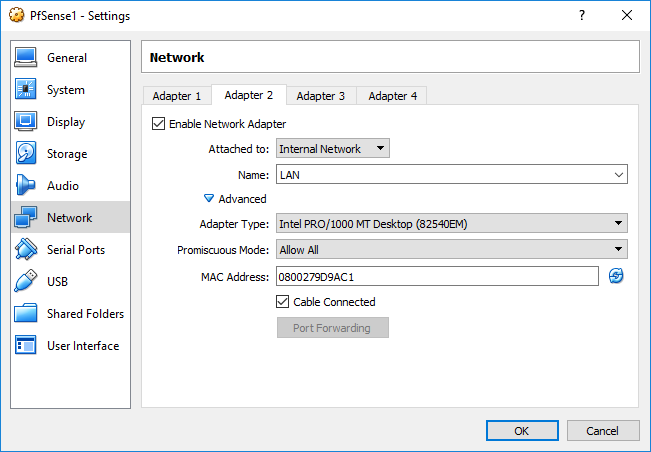 PfSense1 - Settings
?
General
System
Display
Storage
Audio
Network
Serial Ports
USB
Shared Folders
User Interface
Network
Adapter 1 Adapter 2 Adapter 3 Adapter 4
Enable Network Adapter
Attached to: Internal Network
Name: LAN
Advanced
Adapter Type: Intel PRO/1000 MT Desktop (82540EM)
Promiscuous Mode: Allow All
MAC Address: 0800279D9AC1
Cable Connected
Port Forwarding
OK Cancel